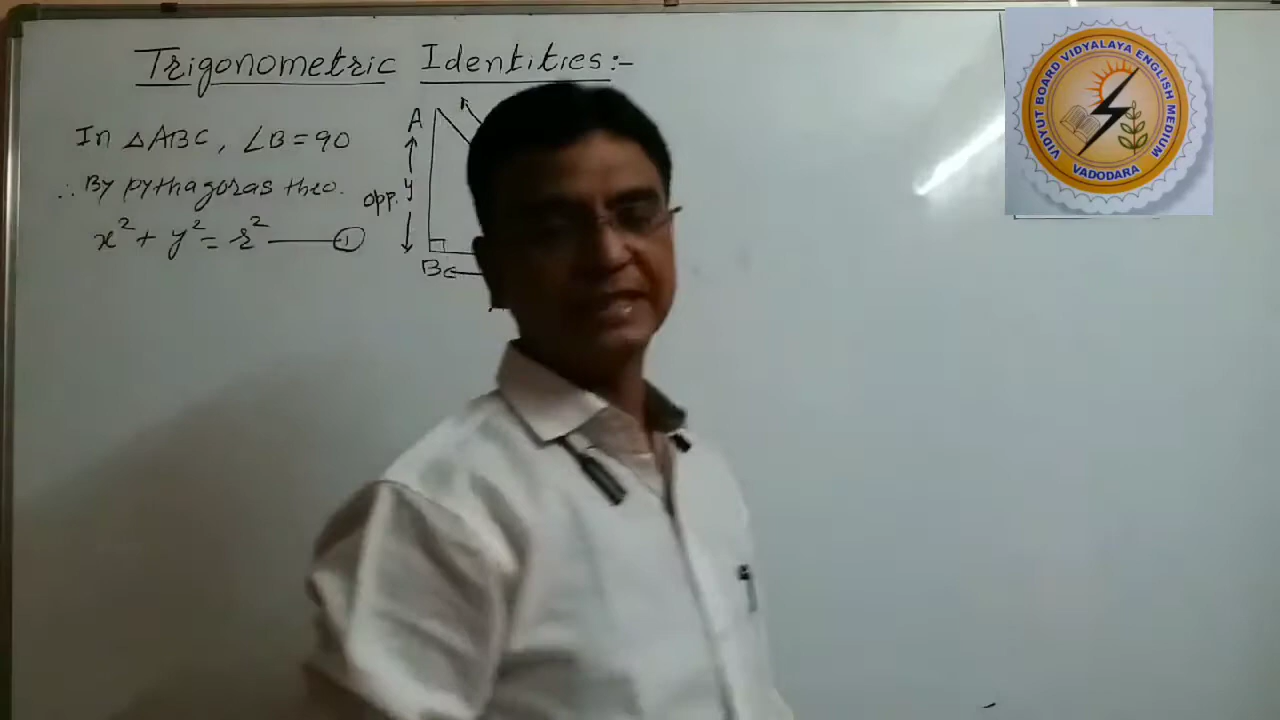 Trigonometric Identities:-
In △ABC, ∠B=90
∴ By pythagoras theo.
x²+ y²= r² —— ①
A
opp. y
B
VIDYUT BOARD VIDYALAYA ENGLISH MEDIUM
VADODARA